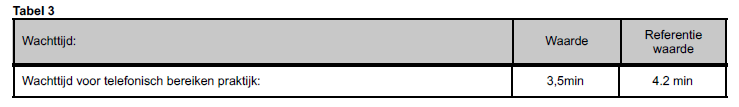 Tabel 3
Wachttijd: Waarde Referentie waarde
Wachttijd voor telefonisch bereiken praktijk: 3,5min 4.2 min